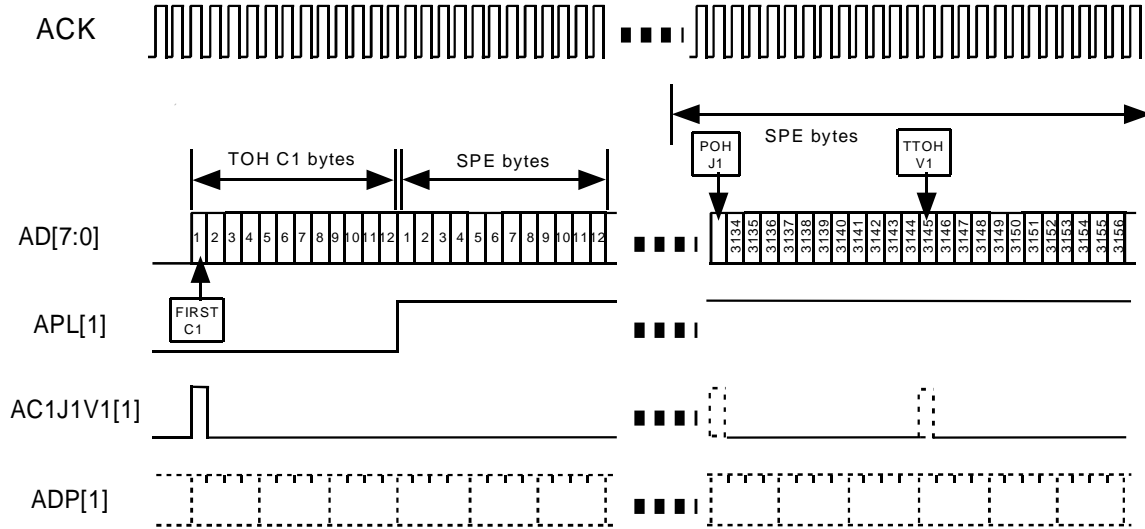 ACK
SPE bytes
TOH C1 bytes
SPE bytes
POH
J1
TTOH
V1
AD[7:0]
1 2 3 4 5 6 7 8 9 10 11 12 1 2 3 4 5 6 7 8 9 10 11 12
3134 3135 3136 3137 3138 3139 3140 3141 3142 3143 3144 3145 3146 3147 3148 3149 3150 3151 3152 3153 3154 3155 3156
FIRST
C1
APL[1]
AC1J1V1[1]
ADP[1]